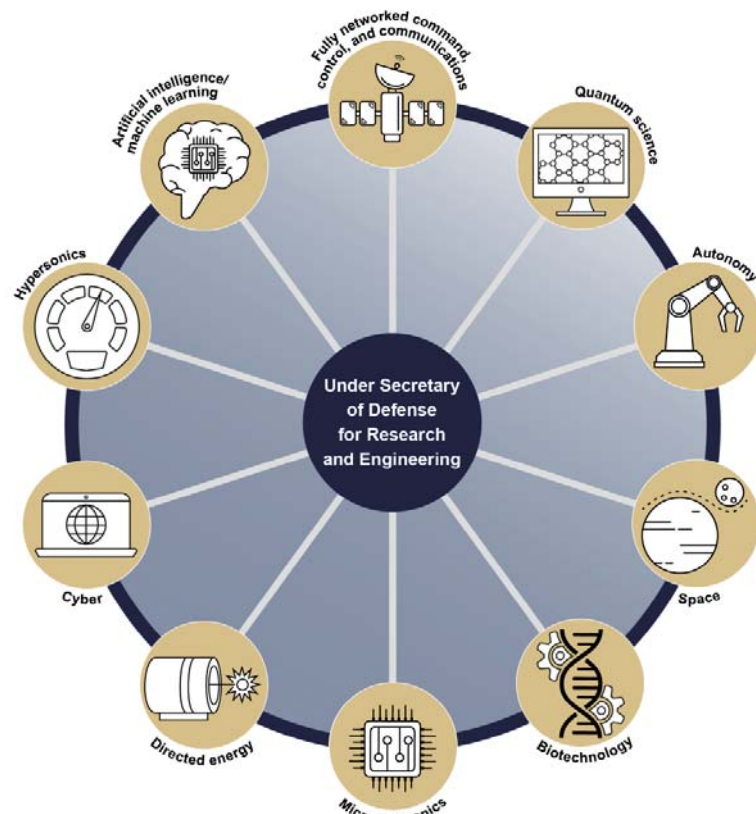 Fully networked command,
control, and communications
Quantum science
Autonomy
Space
Biotechnology
Directed energy
Cyber
Hypersonics
Artificial intelligence/
machine learning
Under Secretary
of Defense
for Research
and Engineering